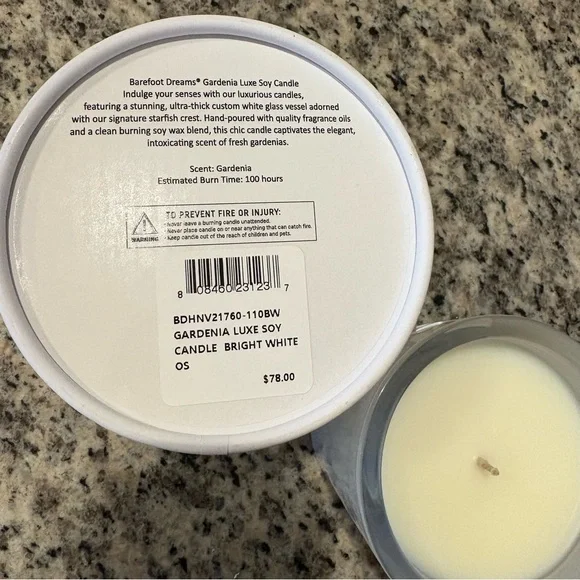 Barefoot Dreams® Gardenia Luxe Soy Candle
Indulge your senses with our luxurious candles,
featuring a stunning, ultra-thick custom white glass vessel adorned
with our signature starfish crest. Hand-poured with quality fragrance oils
and a clean burning soy wax blend, this chic candle captivates the elegant,
intoxicating scent of fresh gardenias.
Scent: Gardenia
Estimated Burn Time: 100 hours
WARNING
TO PREVENT FIRE OR INJURY:
- Never leave a burning candle unattended.
- Never place candle on or near anything that can catch fire.
- Keep candle out of the reach of children and pets.
8 08460 23123 7
BDHNV21760-110BW
GARDENIA LUXE SOY
CANDLE BRIGHT WHITE
OS
$78.00